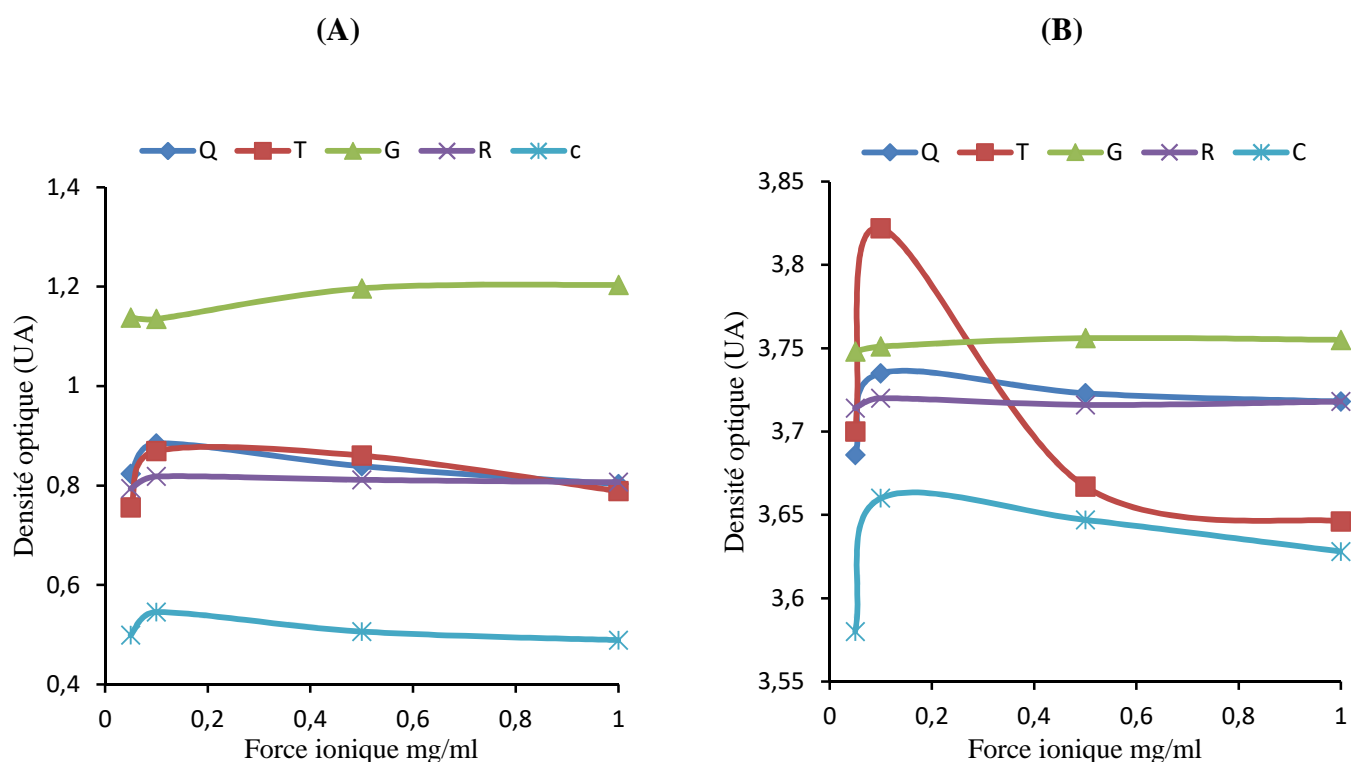 (A)
Q T G R c
1,4
1,2
1
0,8
0,6
0,4
Densité optique (UA)
0 0,2 0,4 0,6 0,8 1
Force ionique mg/ml
(B)
Q T G R C
3,85
3,8
3,75
3,7
3,65
3,6
3,55
Densité optique (UA)
0 0,2 0,4 0,6 0,8 1
Force ionique mg/ml